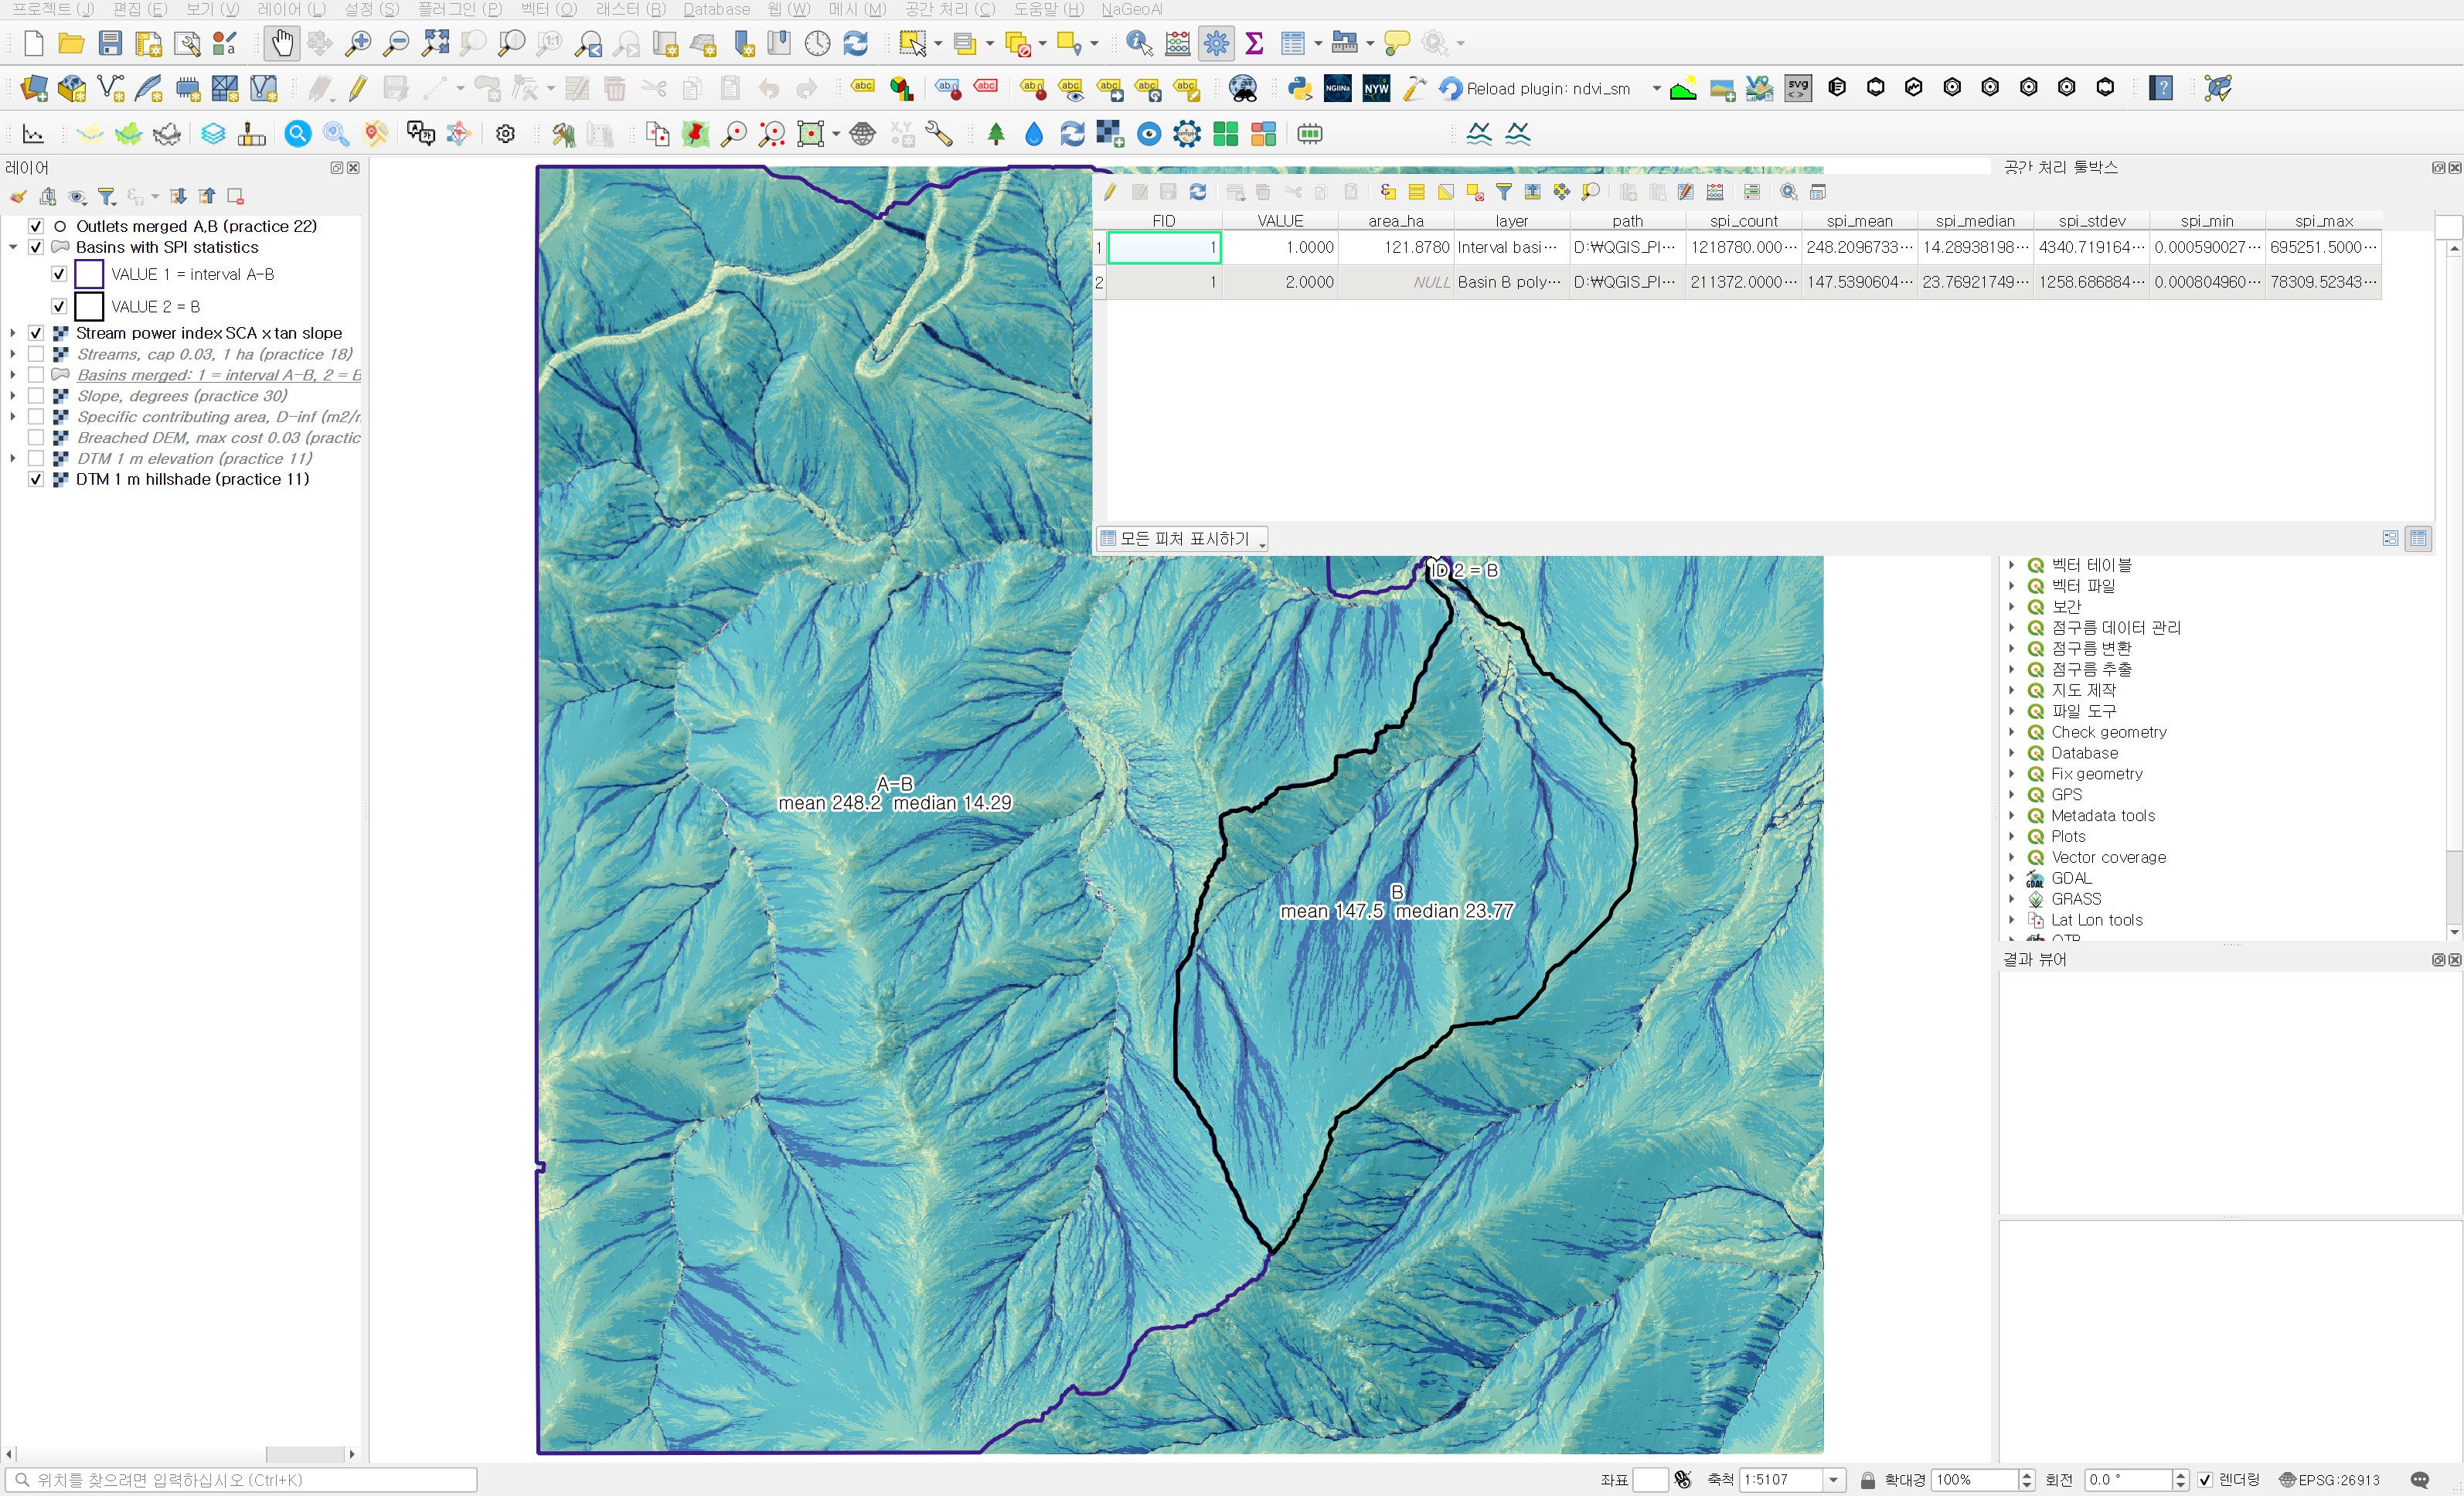 프로젝트 (J) 편집 (E) 보기 (V) 레이어 (L) 설정 (S) 플러그인 (P) 벡터 (O) 래스터 (R) Database 웹 (W) 메시 (M) 공간 처리 (C) 도움말 (H) NaGeoAI
Reload plugin: ndvi_sm
레이어
Outlets merged A,B (practice 22)
Basins with SPI statistics
VALUE 1 = interval A-B
VALUE 2 = B
Stream power index SCA x tan slope
Streams, cap 0.03, 1 ha (practice 18)
Basins merged: 1 = interval A-B, 2 = B
Slope, degrees (practice 30)
Specific contributing area, D-inf (m2/
Breached DEM, max cost 0.03 (practic
DTM 1 m elevation (practice 11)
DTM 1 m hillshade (practice 11)
FID VALUE area_ha layer path spi_count spi_mean spi_median spi_stdev spi_min spi_max
1 1 1.0000 121.8780 Interval basi… D:₩QGIS_PI… 1218780.000… 248.2096733… 14.28938198… 4340.719164… 0.000590027… 695251.5000…
2 1 2.0000 NULL Basin B poly… D:₩QGIS_PI… 211372.0000… 147.5390604… 23.76921749… 1258.686884… 0.000804960… 78309.52343…
모든 피처 표시하기
ID 2 = B
A-B
mean 248.2 median 14.29
B
mean 147.5 median 23.77
공간 처리 툴박스
벡터 테이블
벡터 파일
보간
점구름 데이터 관리
점구름 변환
점구름 추출
지도 제작
파일 도구
Check geometry
Database
Fix geometry
GPS
Metadata tools
Plots
Vector coverage
GDAL
GRASS
Lat Lon tools
OTB
결과 뷰어
위치를 찾으려면 입력하십시오 (Ctrl+K)
좌표 축척 1:5107 확대경 100% 회전 0.0 ° 렌더링 EPSG:26913